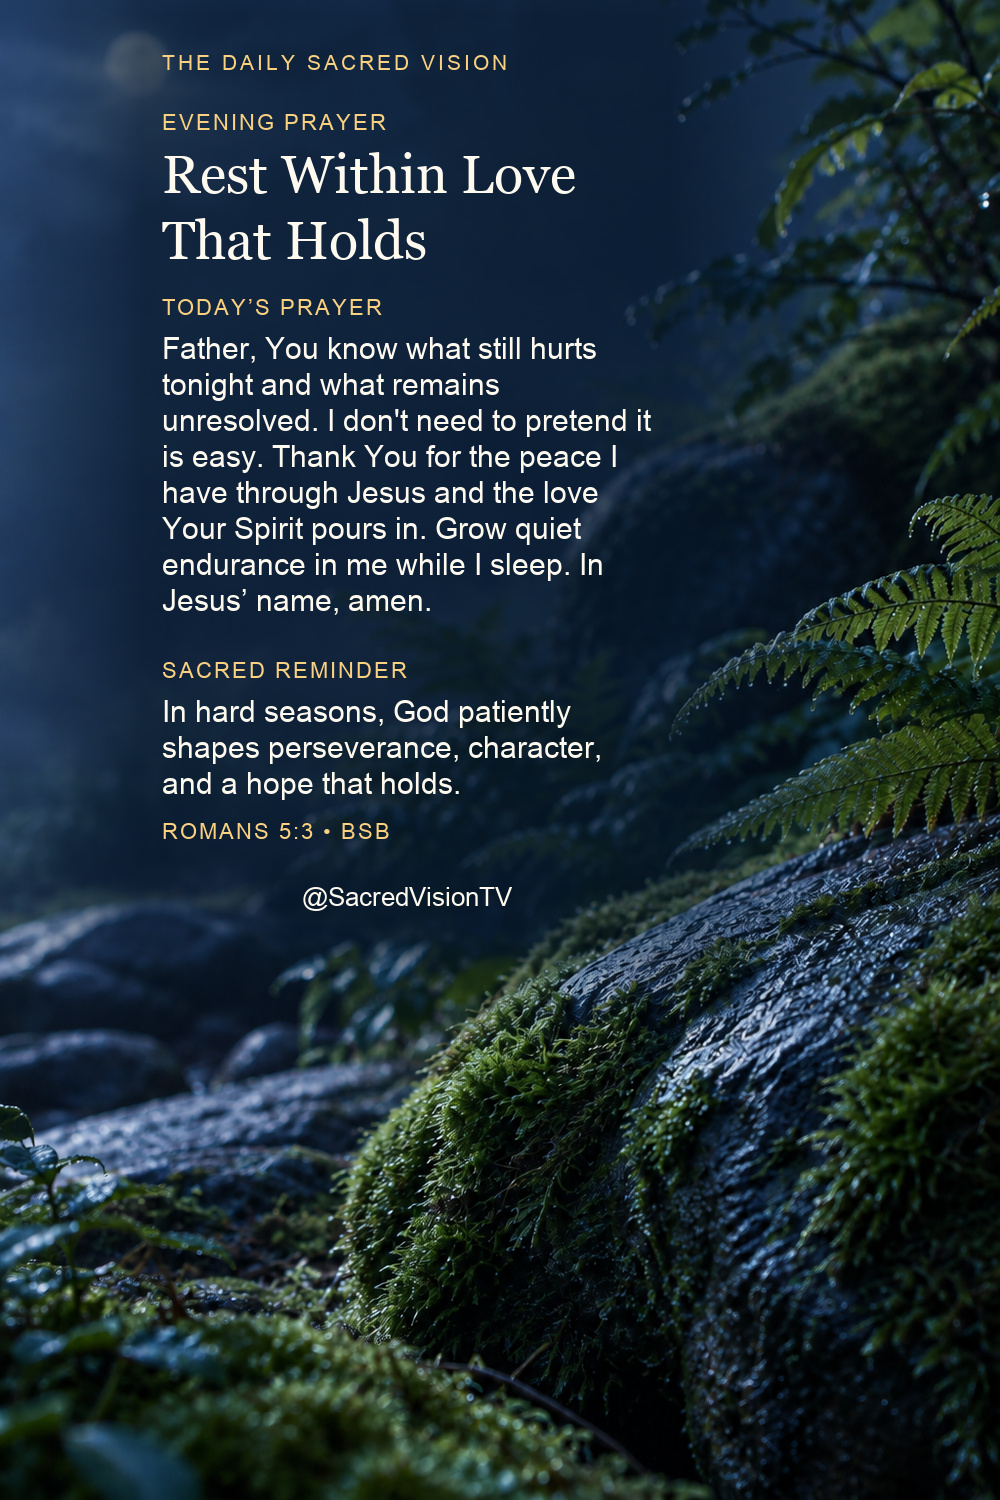 THE DAILY SACRED VISION
EVENING PRAYER
Rest Within Love
That Holds
TODAY’S PRAYER
Father, You know what still hurts
tonight and what remains
unresolved. I don't need to pretend it
is easy. Thank You for the peace I
have through Jesus and the love
Your Spirit pours in. Grow quiet
endurance in me while I sleep. In
Jesus’ name, amen.
SACRED REMINDER
In hard seasons, God patiently
shapes perseverance, character,
and a hope that holds.
ROMANS 5:3 • BSB
@SacredVisionTV